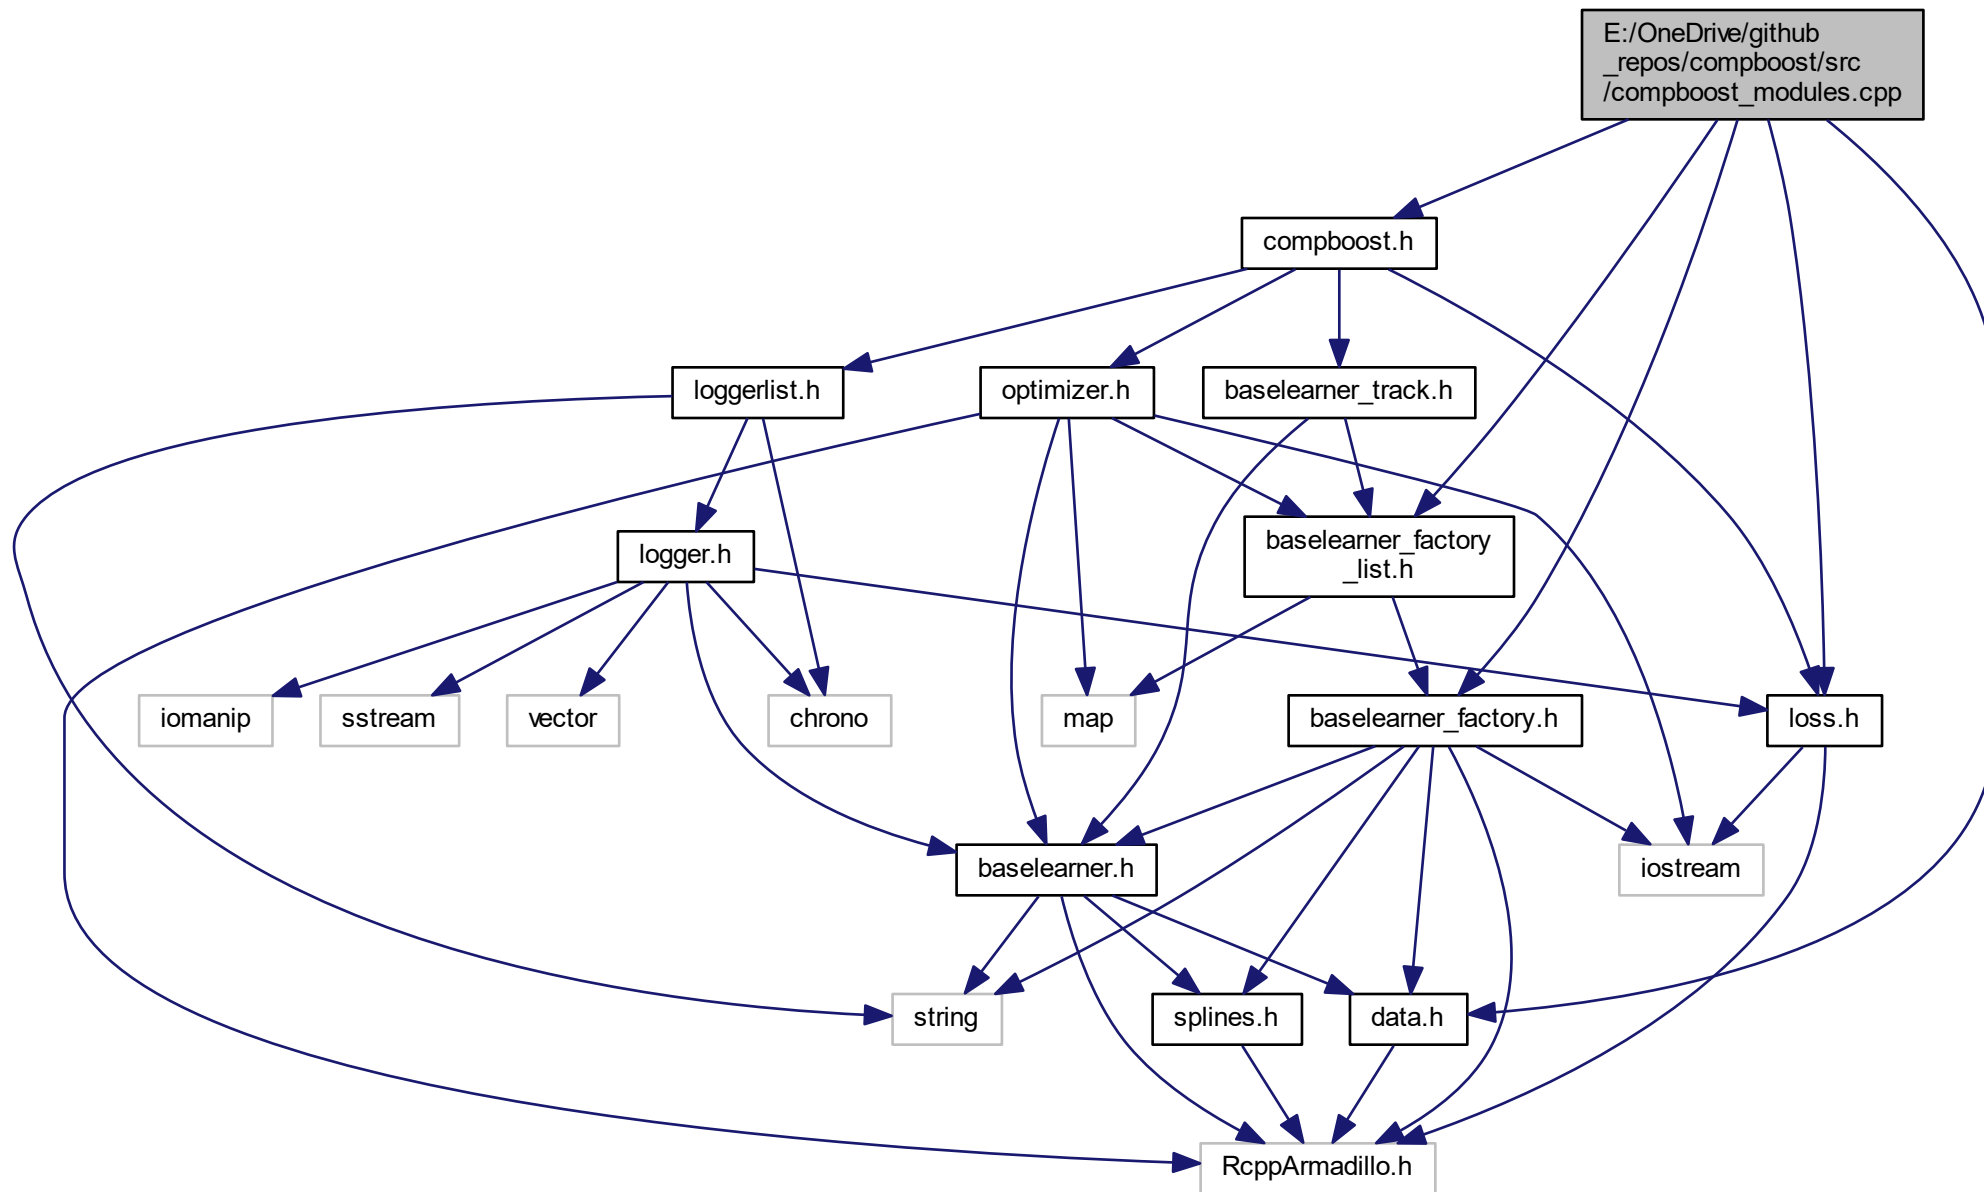 E:/OneDrive/github
_repos/compboost/src
/compboost_modules.cpp
compboost.h
loggerlist.h
optimizer.h
baselearner_track.h
logger.h
baselearner_factory
_list.h
iomanip
sstream
vector
chrono
map
baselearner_factory.h
loss.h
baselearner.h
iostream
string
splines.h
data.h
RcppArmadillo.h